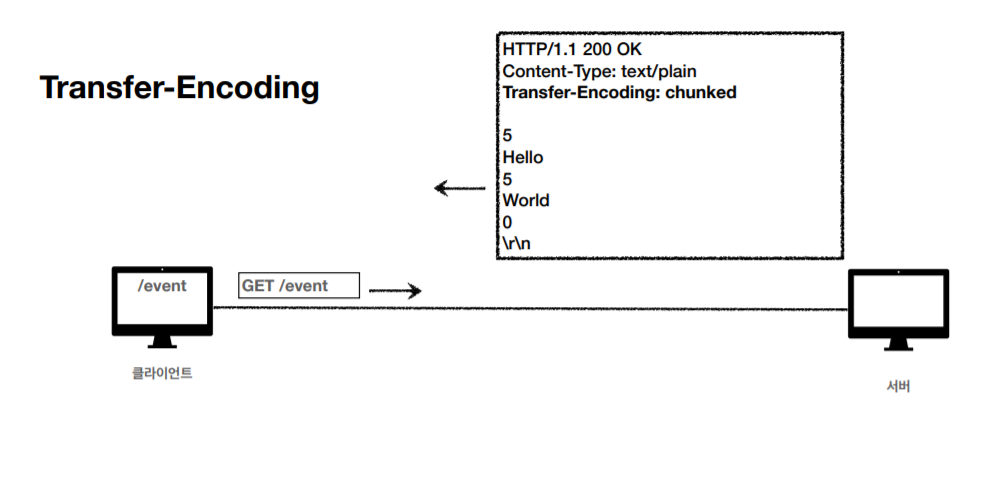 Transfer-Encoding
HTTP/1.1 200 OK
Content-Type: text/plain
Transfer-Encoding: chunked
5
Hello
5
World
0
\r\n
/event
GET /event
클라이언트
서버